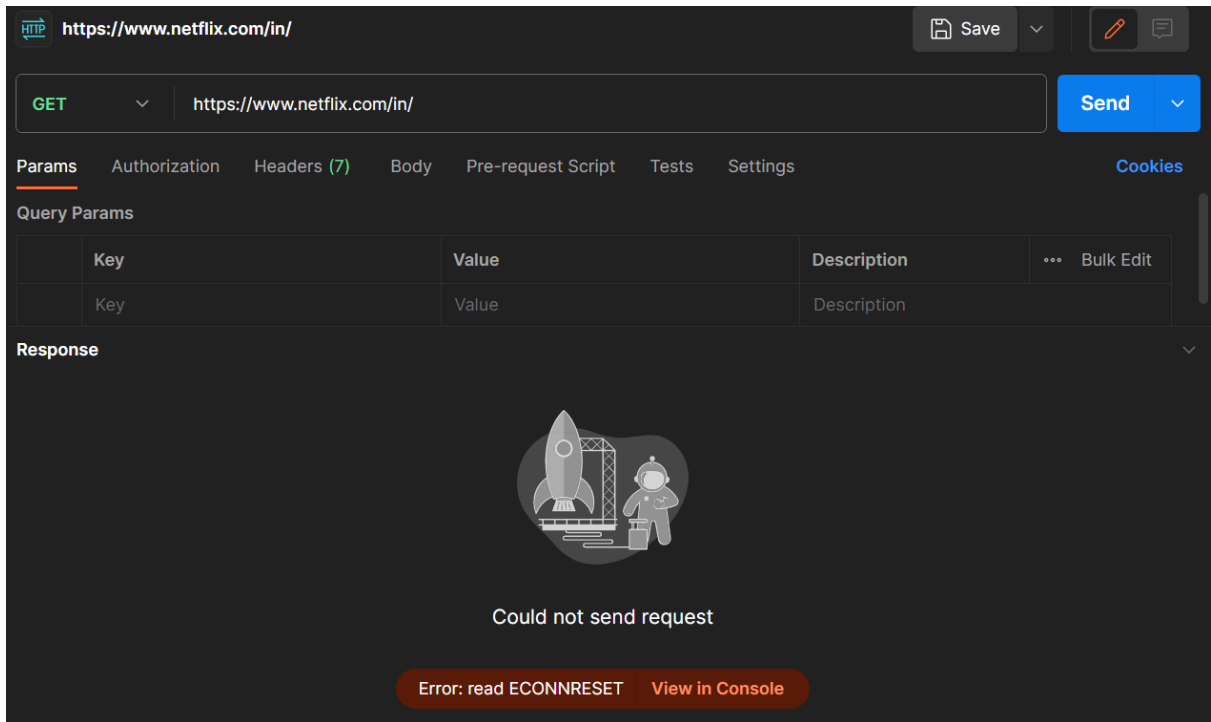 HTTP https://www.netflix.com/in/ Save
GET https://www.netflix.com/in/ Send
Params Authorization Headers (7) Body Pre-request Script Tests Settings Cookies
Query Params
Key Value Description Bulk Edit
Key Value Description
Response
Could not send request
Error: read ECONNRESET View in Console